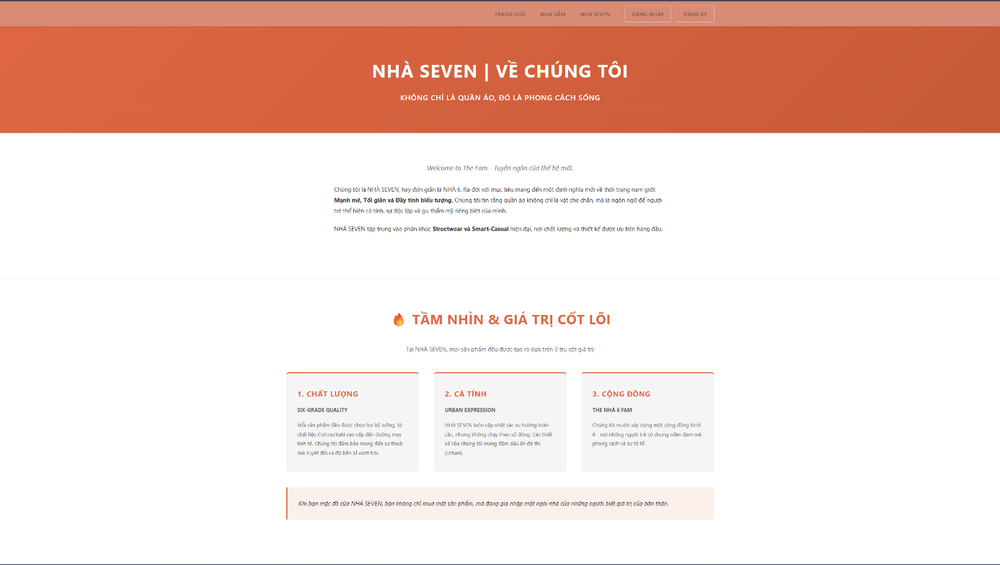 TRANG CHỦ
MUA SẮM
NHÀ SEVEN
ĐĂNG NHẬP
ĐĂNG KÝ
NHÀ SEVEN | VỀ CHÚNG TÔI
KHÔNG CHỈ LÀ QUẦN ÁO, ĐÓ LÀ PHONG CÁCH SỐNG
Welcome to The Fam - Tuyên ngôn của thế hệ mới.
Chúng tôi là NHÀ SEVEN, hay đơn giản là NHÀ 6. Ra đời với mục tiêu mang đến một định nghĩa mới về thời trang nam giới:
Mạnh mẽ, Tối giản và Đầy tính biểu tượng. Chúng tôi tin rằng quần áo không chỉ là vật che chắn, mà là ngôn ngữ để người
trẻ thể hiện cá tính, sự độc lập và gu thẩm mỹ riêng biệt của mình.
NHÀ SEVEN tập trung vào phân khúc Streetwear và Smart-Casual hiện đại, nơi chất lượng và thiết kế được ưu tiên hàng đầu.
🔥 TẦM NHÌN & GIÁ TRỊ CỐT LÕI
Tại NHÀ SEVEN, mọi sản phẩm đều được tạo ra dựa trên 3 trụ cột giá trị:
1. CHẤT LƯỢNG
SIX-GRADE QUALITY
Mỗi sản phẩm đều được chọn lọc kỹ lưỡng, từ
chất liệu Cotton/Kaki cao cấp đến đường may
tinh tế. Chúng tôi đảm bảo mang đến sự thoải
mái tuyệt đối và độ bền bỉ vượt trội.
2. CÁ TÍNH
URBAN EXPRESSION
NHÀ SEVEN luôn cập nhật các xu hướng toàn
cầu, nhưng không chạy theo số đông. Các thiết
kế của chúng tôi mang đậm dấu ấn đô thị
(Urban).
3. CỘNG ĐỒNG
THE NHÀ 6 FAM
Chúng tôi muốn xây dựng một cộng đồng NHÀ
6 - nơi những người trẻ có chung niềm đam mê
phong cách và sự tử tế.
Khi bạn mặc đồ của NHÀ SEVEN, bạn không chỉ mua một sản phẩm, mà đang gia nhập một ngôi nhà của những người biết giá trị của bản thân.